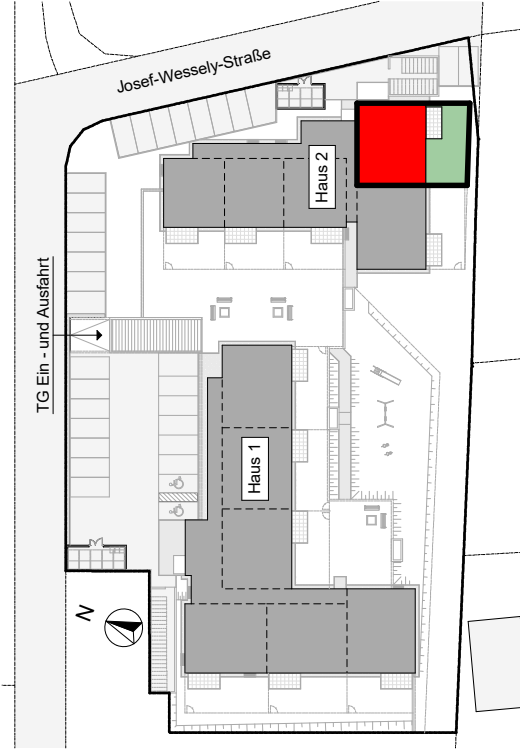 Josef-Wessely-Straße
Haus 2
TG Ein - und Ausfahrt
Haus 1
N